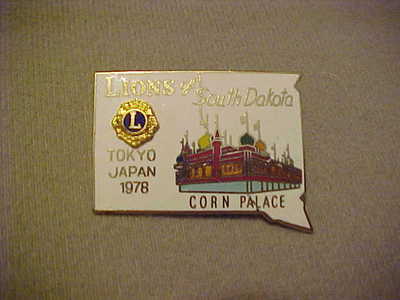 LIONS of
South Dakota
L
TOKYO
JAPAN
1978
CORN PALACE